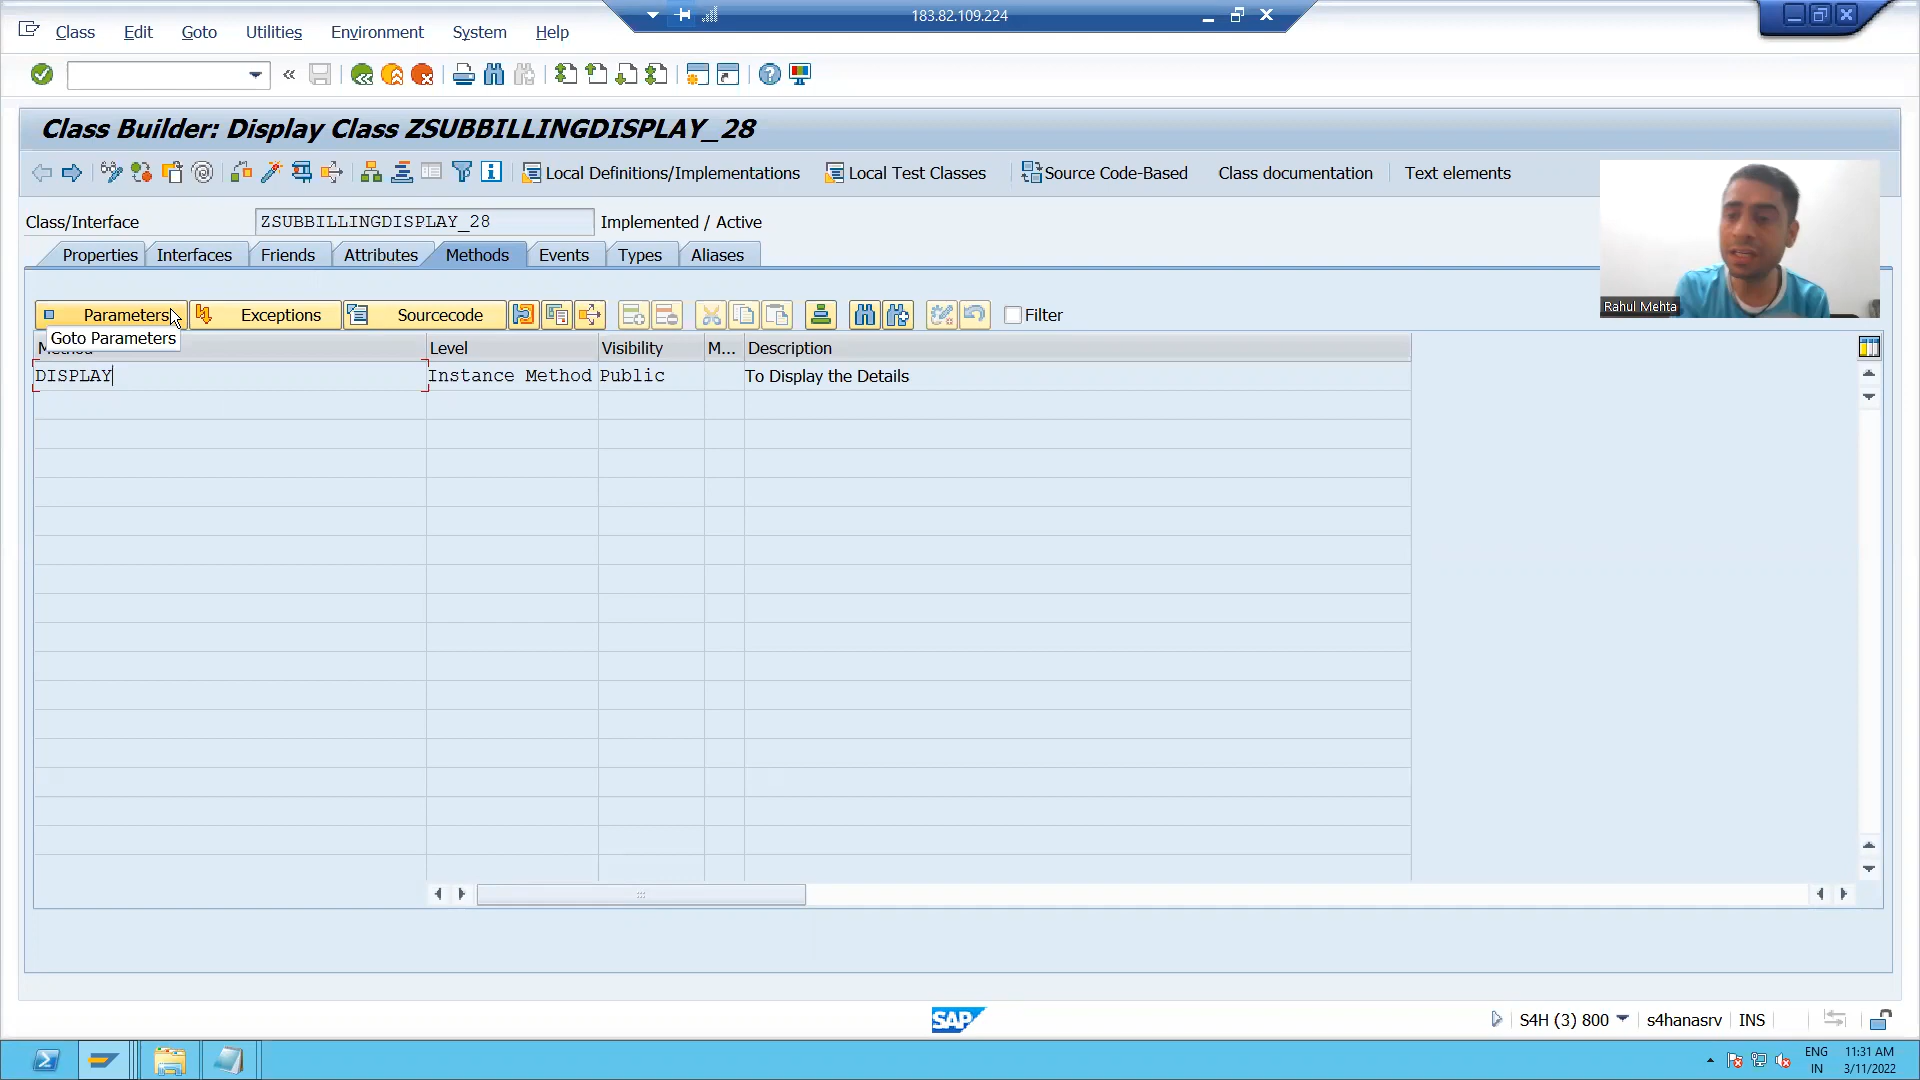 183.82.109.224
Class Edit Goto Utilities Environment System Help
Class Builder: Display Class ZSUBBILLINGDISPLAY_28
Local Definitions/Implementations Local Test Classes Source Code-Based Class documentation Text elements
Class/Interface ZSUBBILLINGDISPLAY_28 Implemented / Active
Properties Interfaces Friends Attributes Methods Events Types Aliases
Rahul Mehta
Parameters Exceptions Sourcecode Filter
Goto Parameters
Level Visibility M... Description
DISPLAY Instance Method Public To Display the Details
SAP
S4H (3) 800 s4hanasrv INS
ENG 11:31 AM
IN 3/11/2022